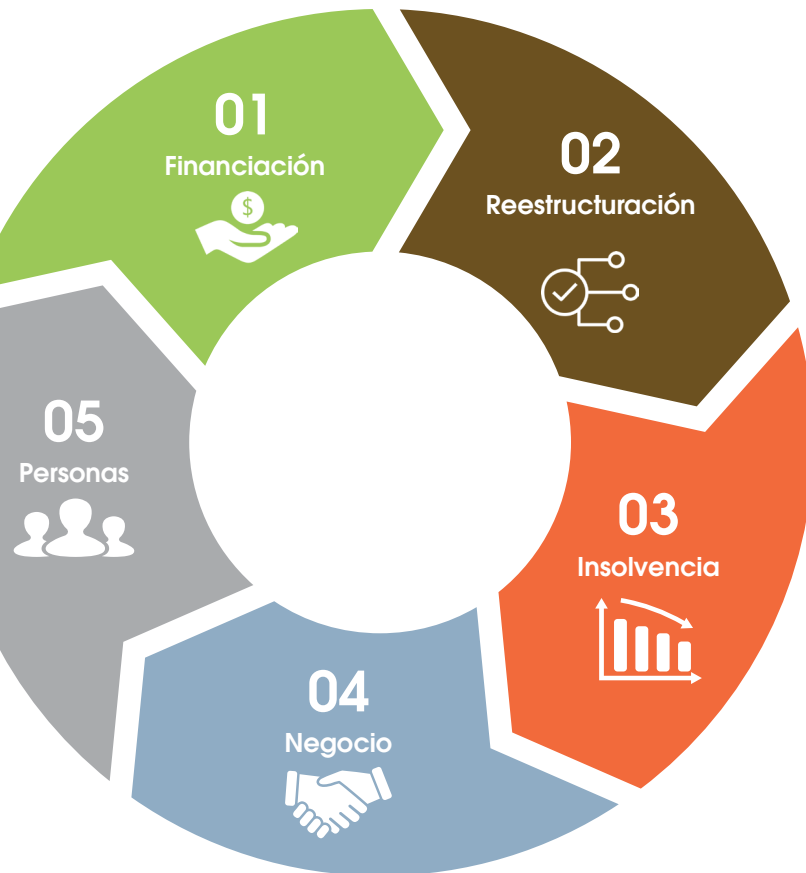 01
Financiación
$
02
Reestructuración
03
Insolvencia
04
Negocio
05
Personas